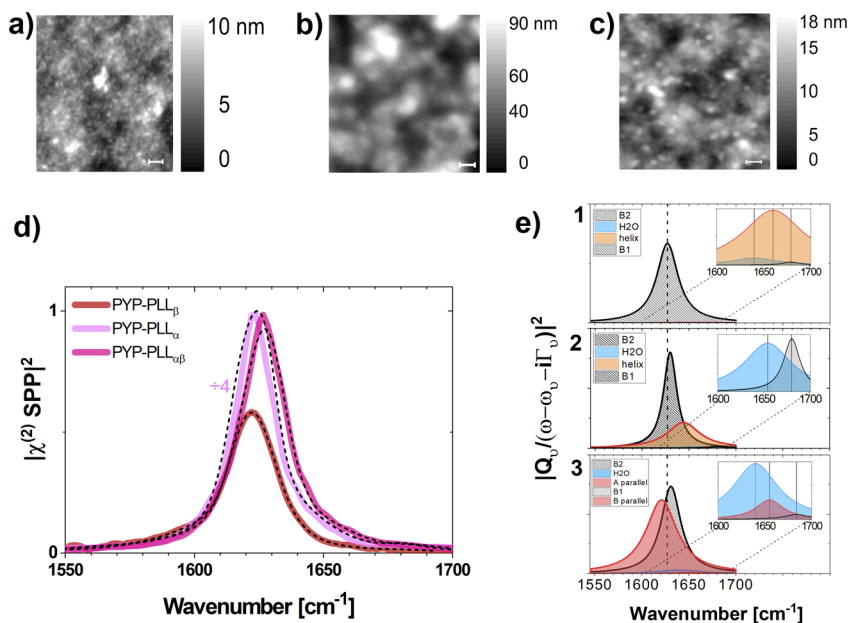 a)
10 nm
5
0
b)
90 nm
60
40
0
c)
18 nm
15
10
5
0
d)
PYP-PLLβ
PYP-PLLα
PYP-PLLαβ
÷4
|χ(2) SPP|2
1
0
1550
1600
1650
1700
Wavenumber [cm-1]
e)
|Qυ/(ω−ωυ−iΓυ)|2
1
B2
H2O
helix
B1
1600
1650
1700
2
B2
H2O
helix
B1
1600
1650
1700
3
B2
H2O
A parallel
B1
B parallel
1600
1650
1700
1550
1600
1650
1700
Wavenumber [cm-1]